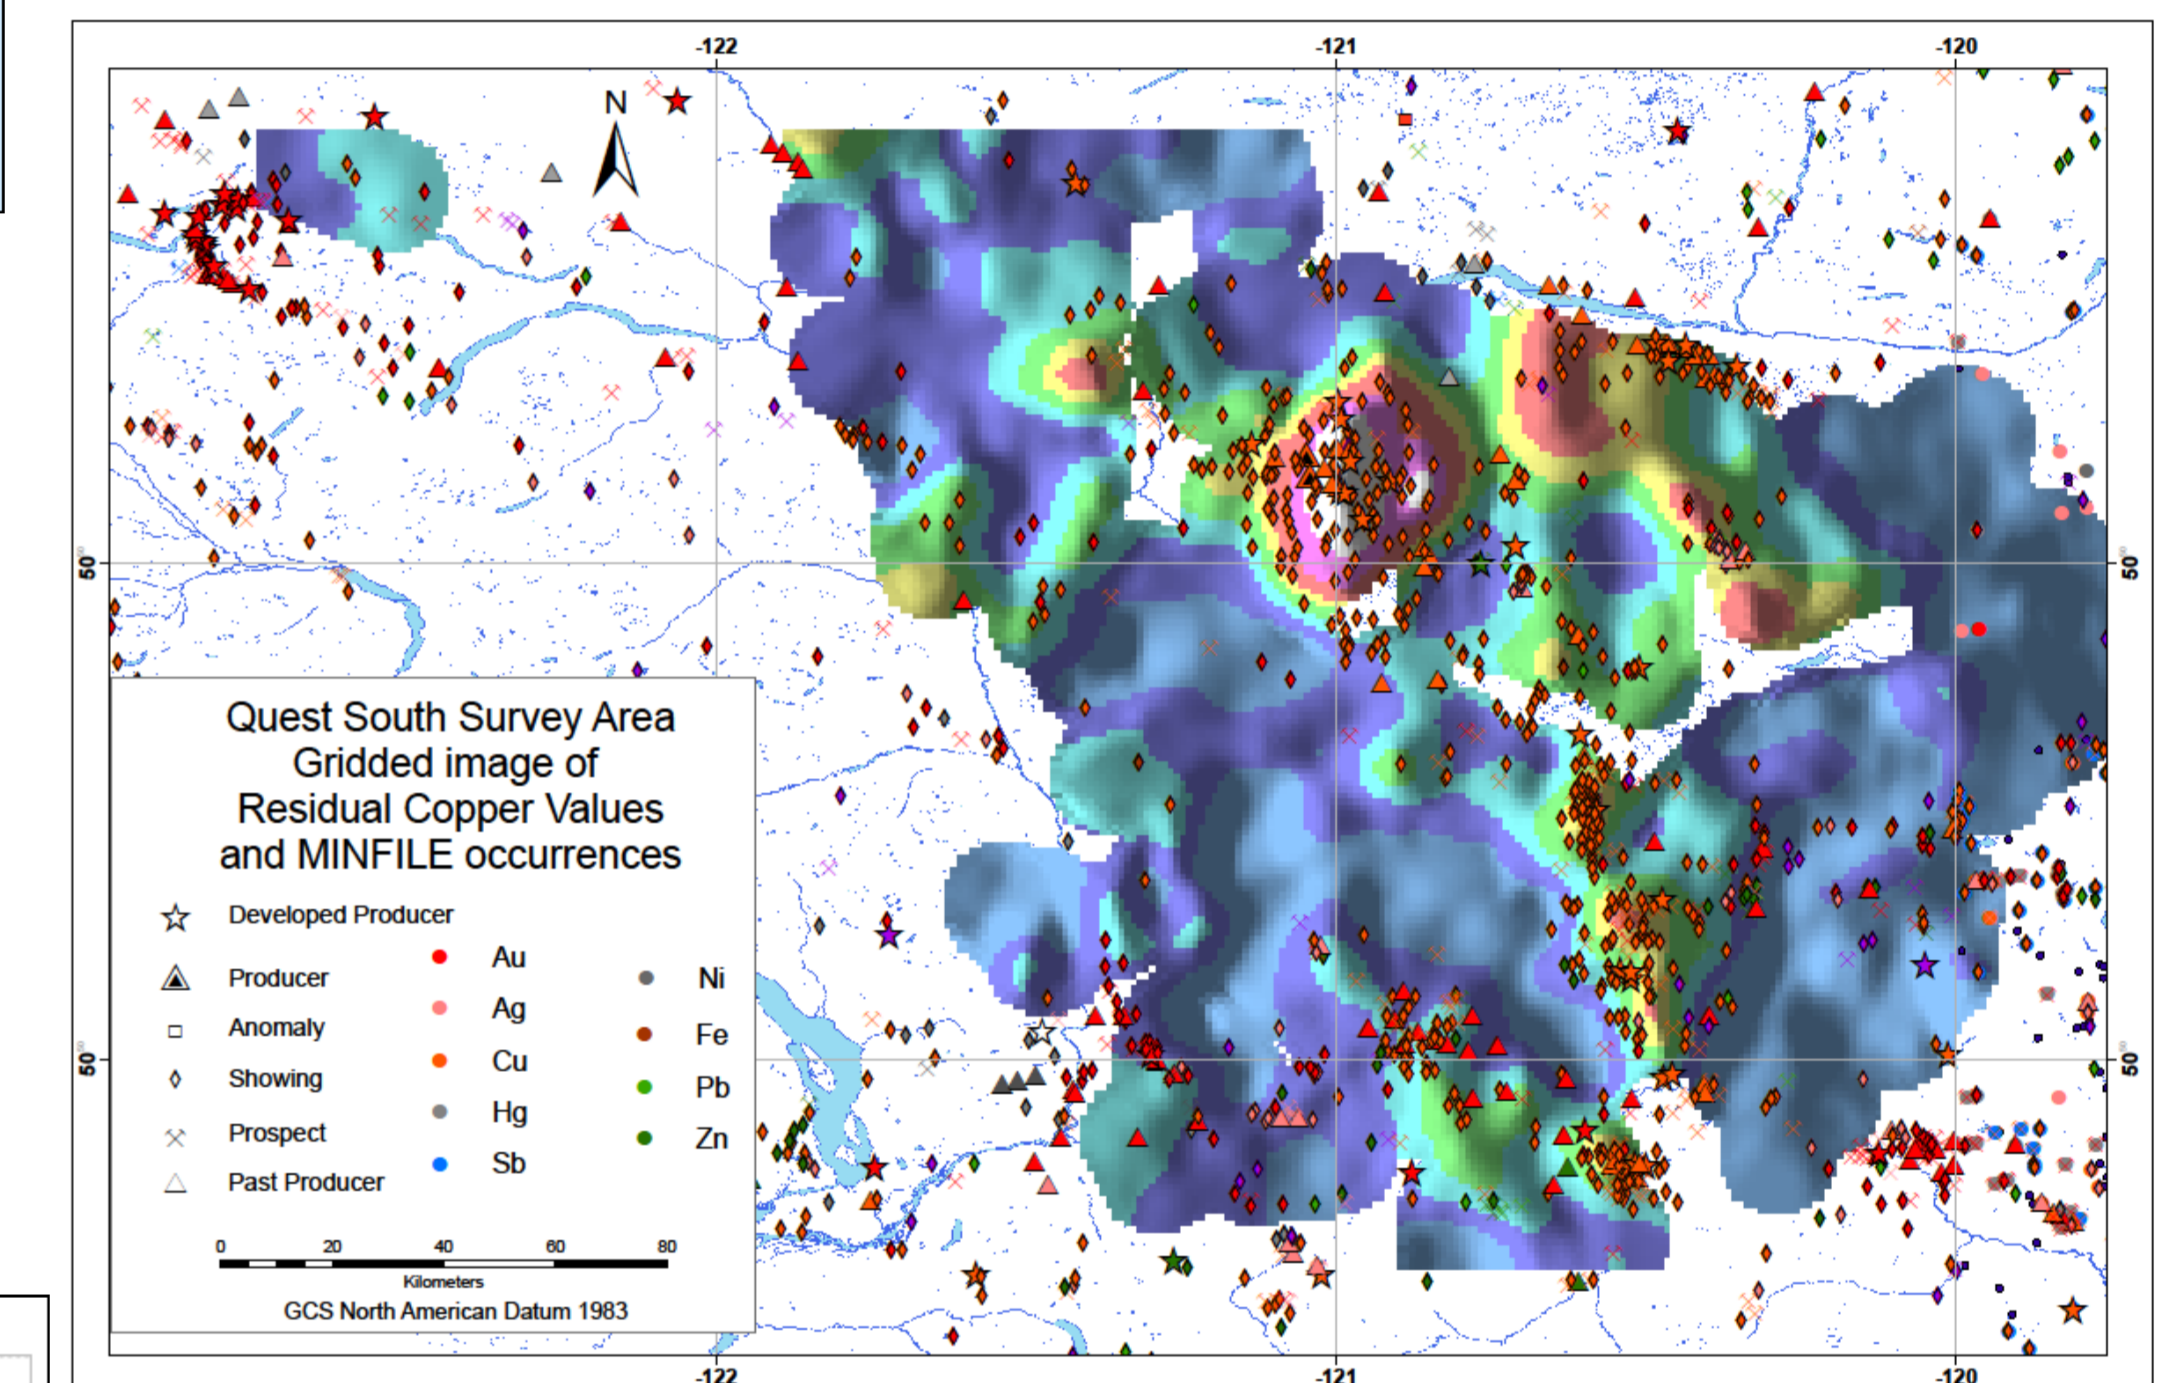 -122
-121
-120
N
50
50
Quest South Survey Area
Gridded image of
Residual Copper Values
and MINFILE occurrences
Developed Producer
Producer
Anomaly
Showing
Prospect
Past Producer
Au
Ag
Cu
Hg
Sb
Ni
Fe
Pb
Zn
0 20 40 60 80
Kilometers
GCS North American Datum 1983
50
50
-122
-121
-120